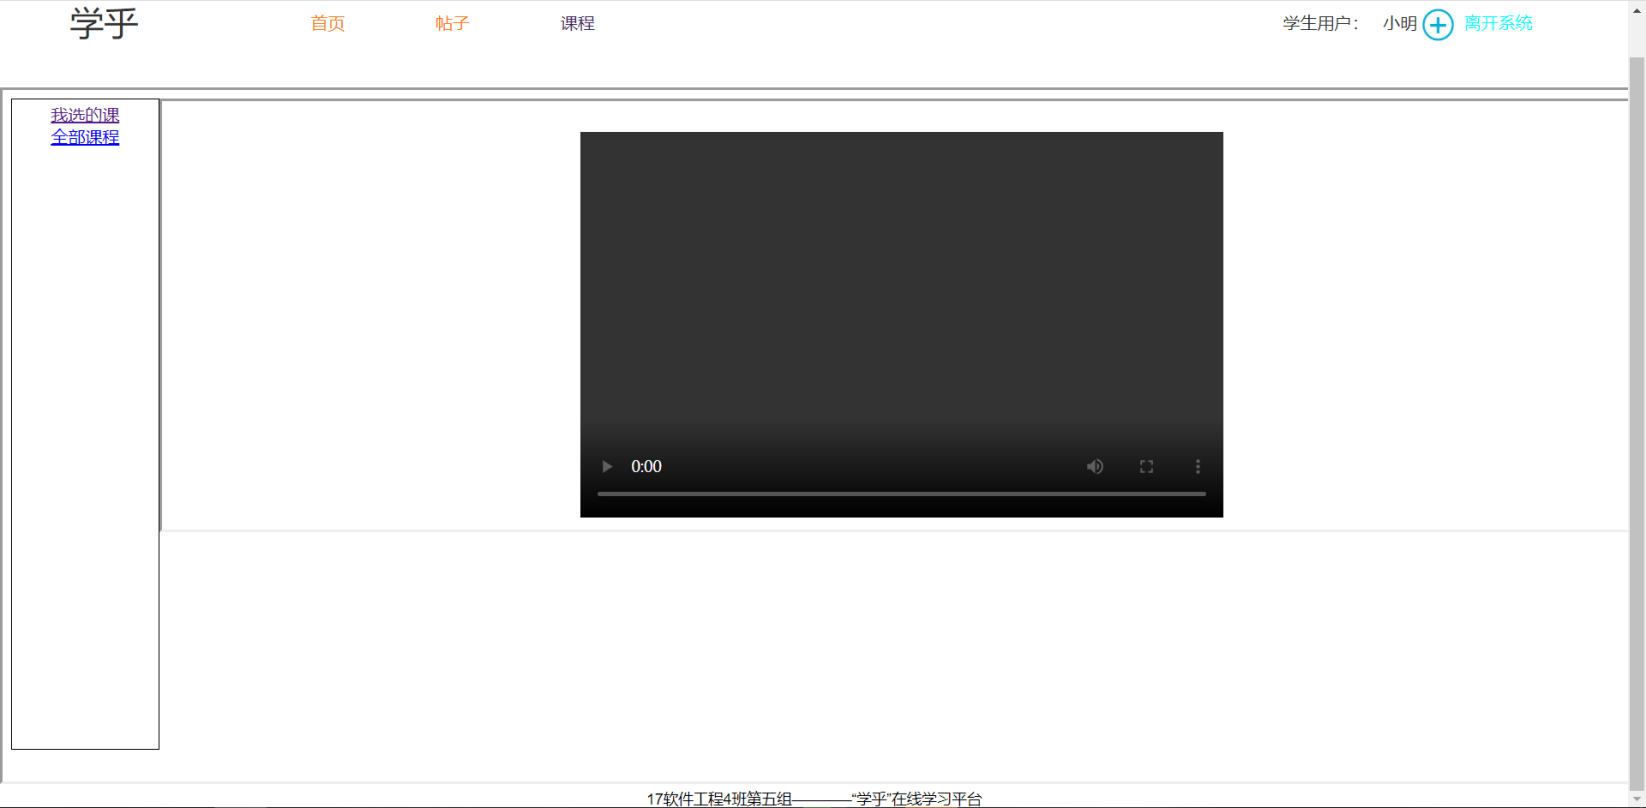 学乎 首页 帖子 课程 学生用户： 小明 离开系统
我选的课
全部课程
0:00
17软件工程4班第五组————“学乎”在线学习平台